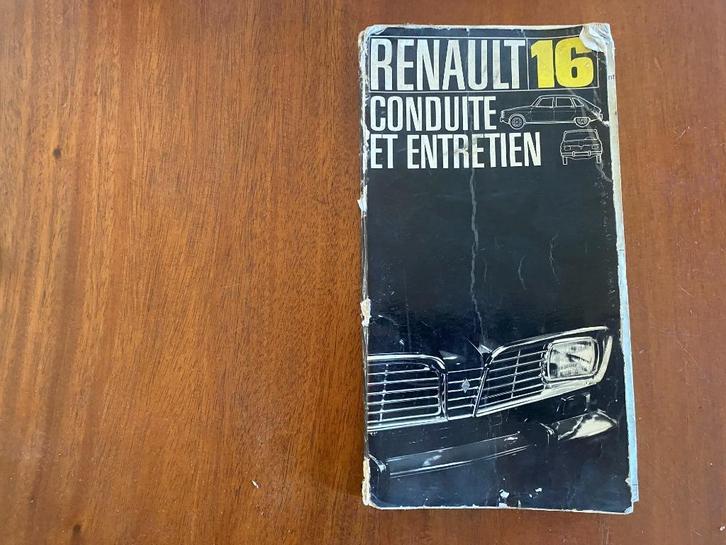 RENAULT 16
CONDUITE
ET ENTRETIEN